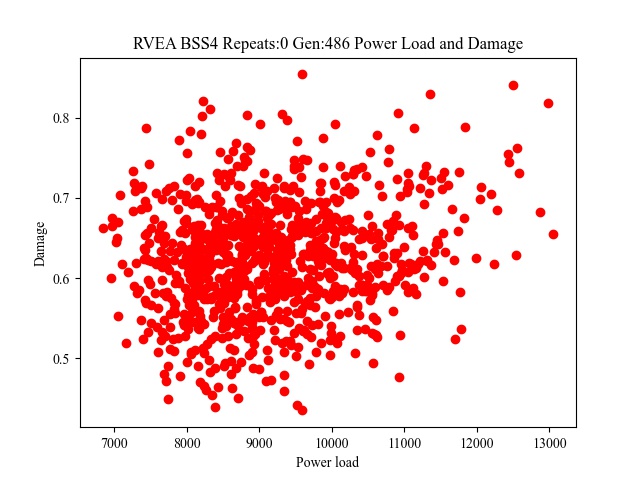 RVEA BSS4 Repeats:0 Gen:486 Power Load and Damage
0.8
0.7
0.6
0.5
Damage
7000 8000 9000 10000 11000 12000 13000
Power load